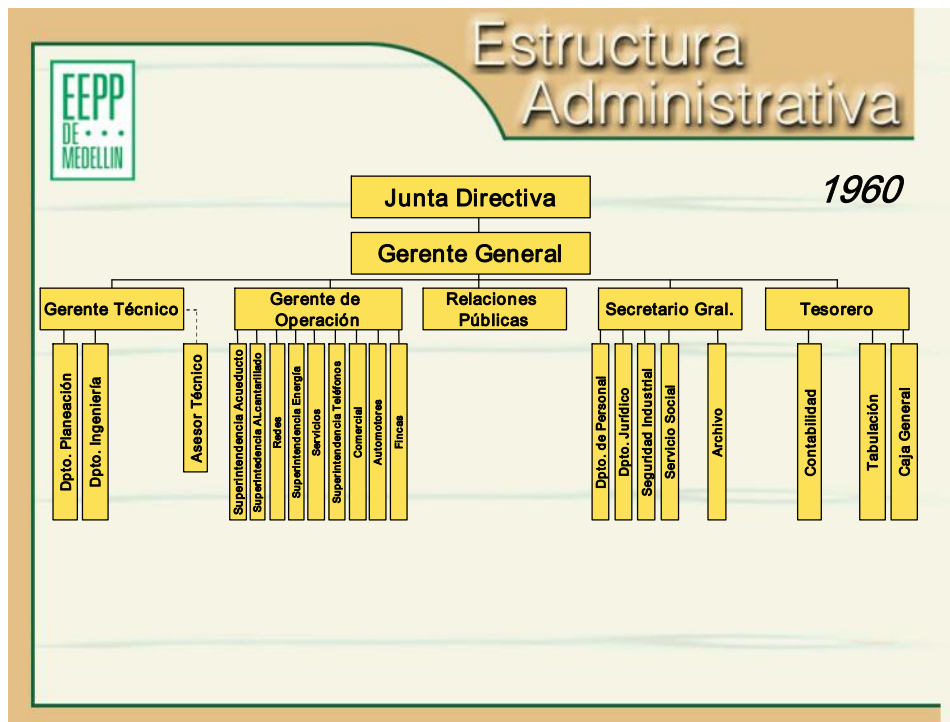 Estructura
Administrativa
EEPP
DE • • •
MEDELLIN
1960
Junta Directiva
Gerente General
Gerente Técnico
Gerente de
Operación
Relaciones
Públicas
Secretario Gral.
Tesorero
Dpto. Planeación
Dpto. Ingeniería
Asesor Técnico
Superintendencia Acueducto
Superintedencia ALcantarillado
Redes
Superintendencia Energía
Servicios
Superintendencia Teléfonos
Comercial
Automotores
Fincas
Dpto. de Personal
Dpto. Jurídico
Seguridad Industrial
Servicio Social
Archivo
Contabilidad
Tabulación
Caja General